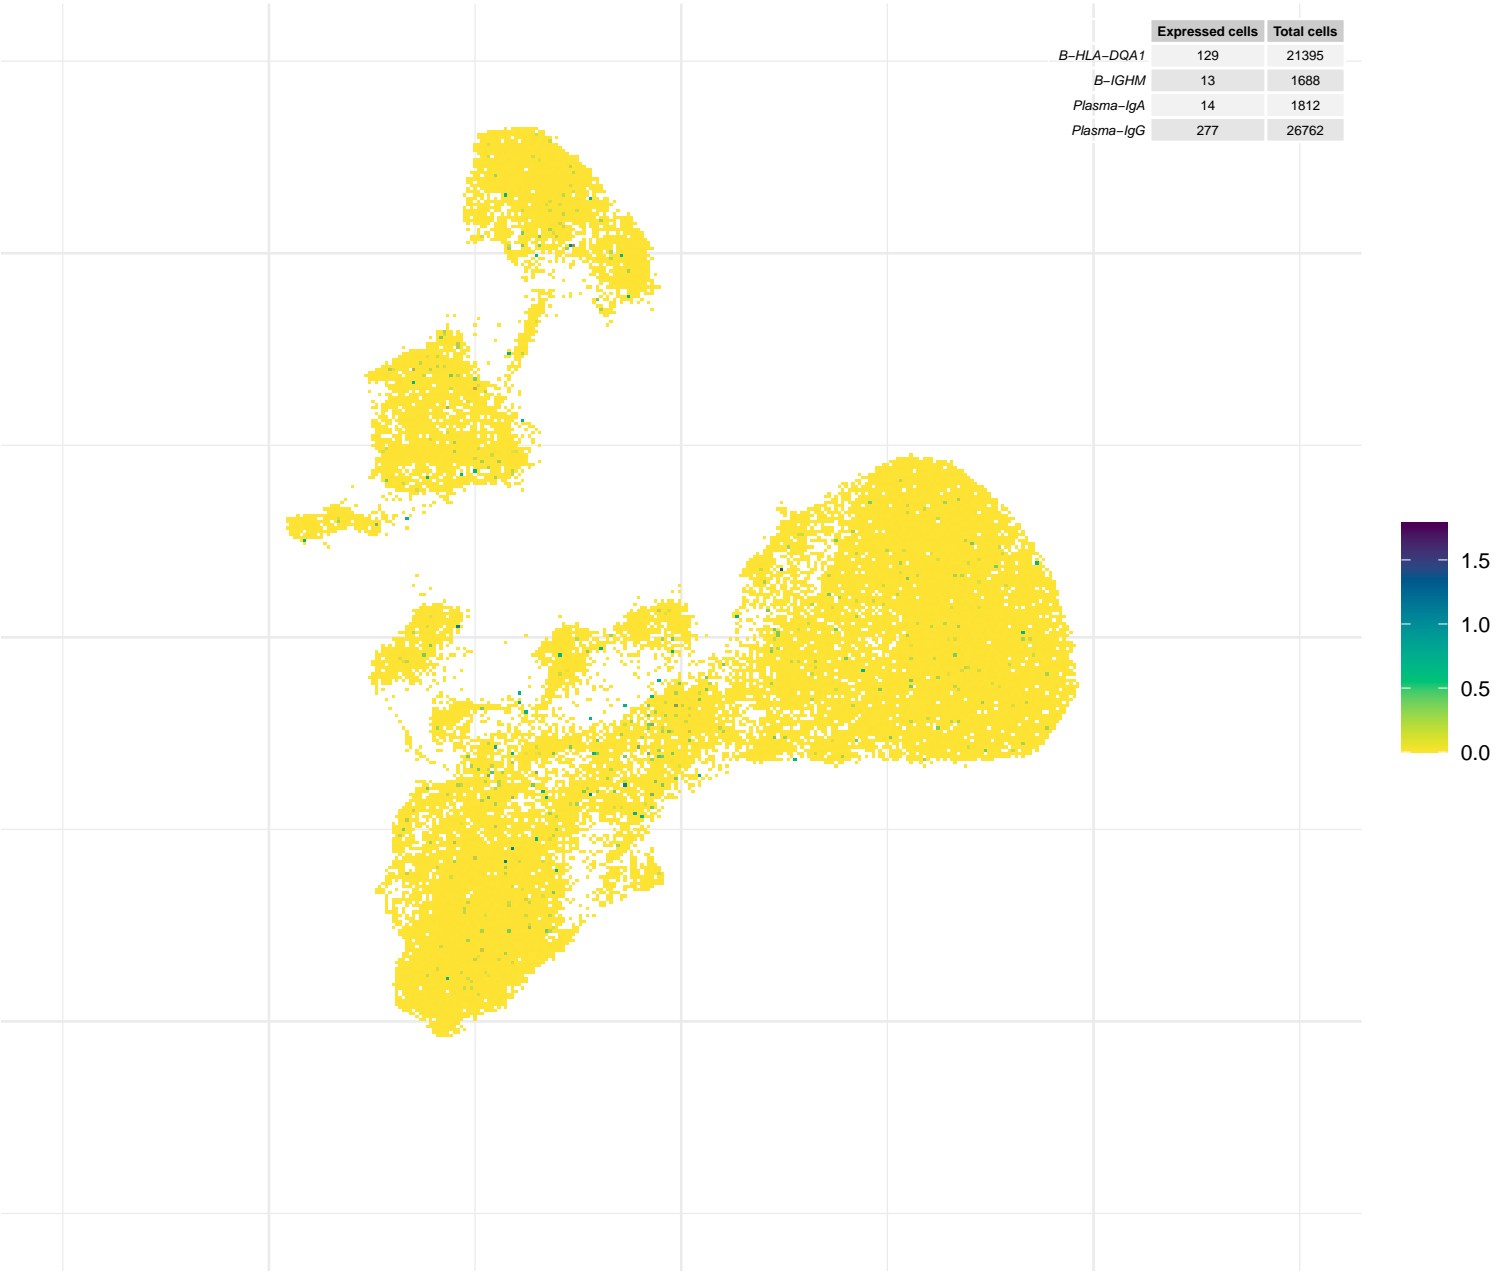 Expressed cells Total cells
B−HLA−DQA1 129 21395
B−IGHM 13 1688
Plasma−IgA 14 1812
Plasma−IgG 277 26762
1.5
1.0
0.5
0.0